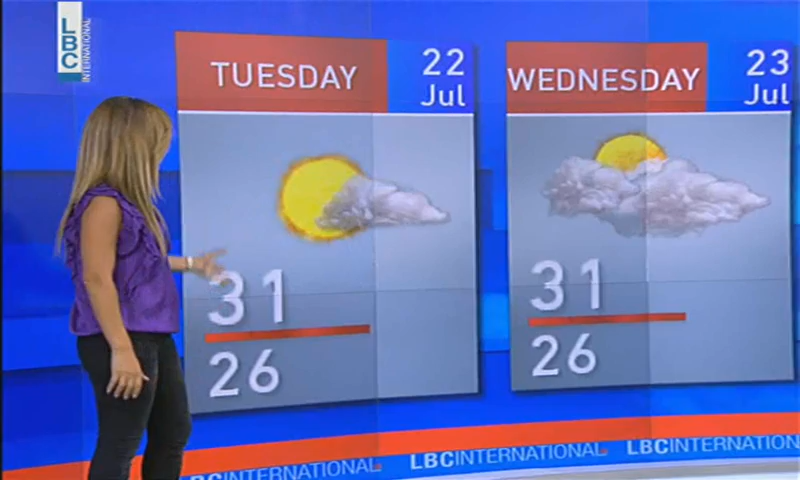 LBC
INTERNATIONAL
TUESDAY
22
Jul
31
26
WEDNESDAY
23
Jul
31
26
LBCINTERNATIONAL
LBCINTERNATIONAL
LBCINTERNATIONAL